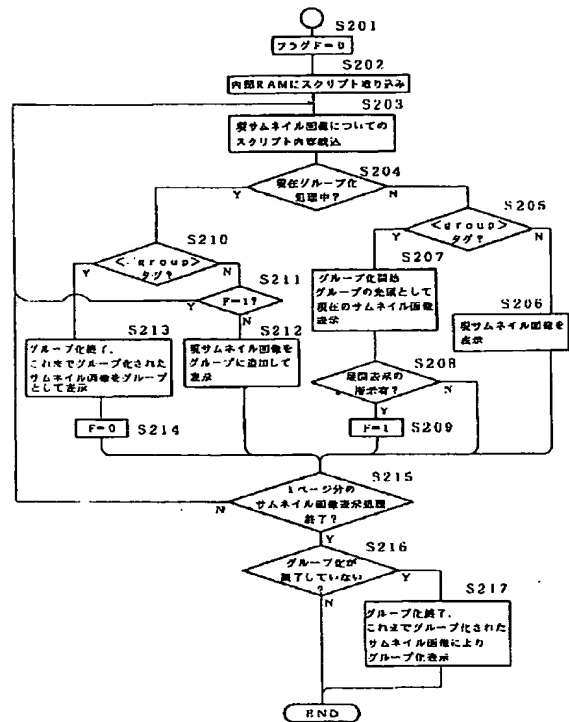 S201
フラグF=0
S202
内部RAMにスクリプト取り込み
S203
現サムネイル画像についての
スクリプト内容読込
S204
現在グループ化
処理中?
Y
N
S205
<group>
タグ?
Y
N
S210
</group>
タグ?
Y
N
S207
グループ化開始
グループの先頭として
現在のサムネイル画像
表示
S211
F=1?
Y
N
S206
現サムネイル画像を
表示
S213
グループ化終了,
これまでグループ化された
サムネイル画像をグループ
として表示
S212
現サムネイル画像を
グループに追加して
表示
S208
指示有?
N
Y
F=0
S214
F=1
S209
S215
1ページ分の
サムネイル画像表示処理
終了?
N
Y
S216
グループ化が
終了していない
?
Y
N
S217
グループ化終了,
これまでグループ化された
サムネイル画像により
グループ化表示
END